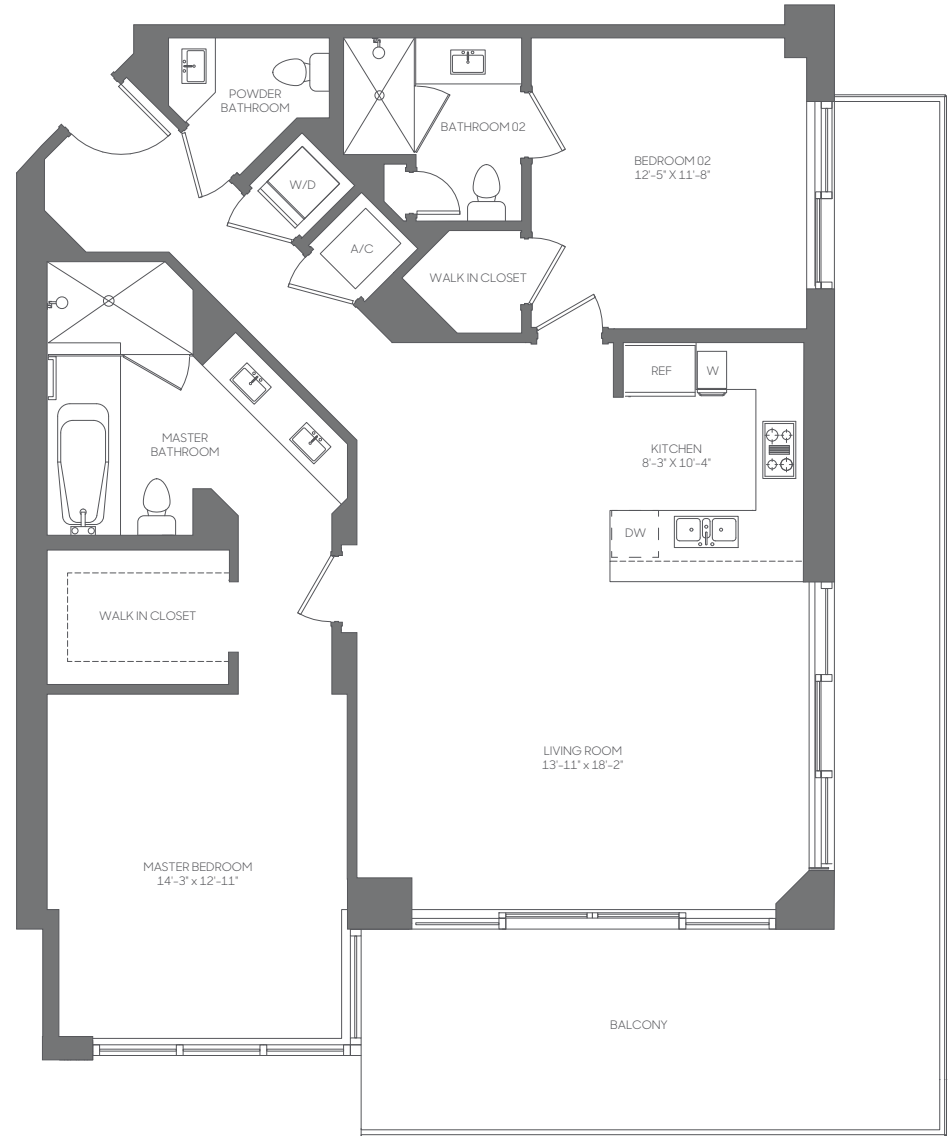 POWDER
BATHROOM
BATHROOM 02
BEDROOM 02
12'-5" X 11'-8"
W/D
A/C
WALK IN CLOSET
REF
W
MASTER
BATHROOM
KITCHEN
8'-3" X 10'-4"
DW
WALK IN CLOSET
LIVING ROOM
13'-11" x 18'-2"
MASTER BEDROOM
14'-3" x 12'-11"
BALCONY